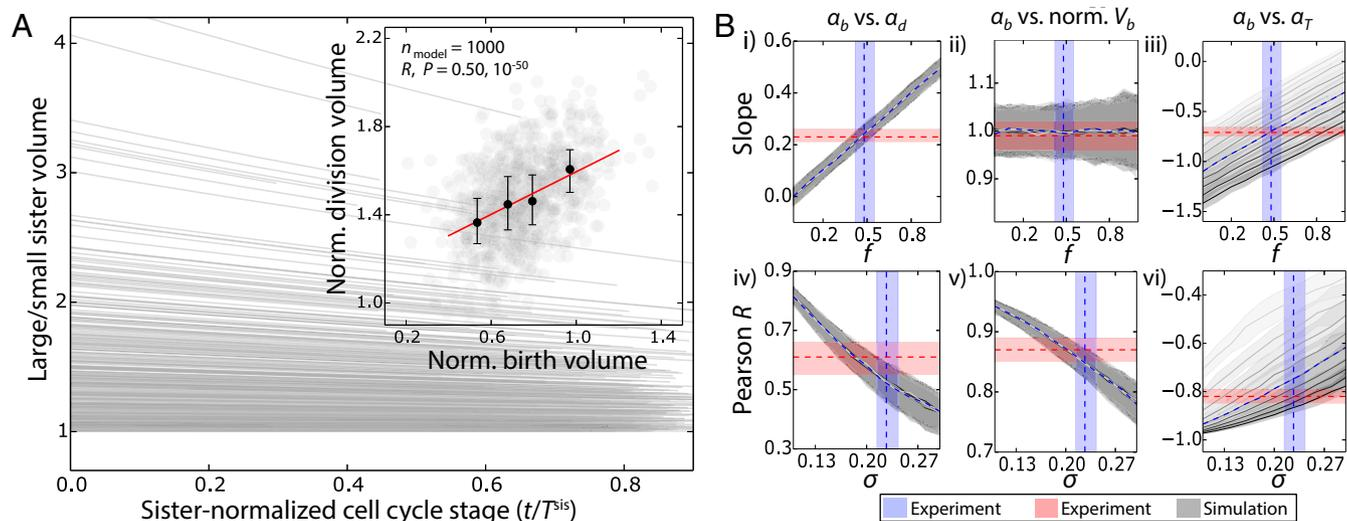 A
Large/small sister volume
4
3
2
1
0.0 0.2 0.4 0.6 0.8
Sister-normalized cell cycle stage (t/Tˢⁱˢ)
Norm. division volume
2.2
1.8
1.4
1.0
n model = 1000
R, P = 0.50, 10⁻⁵⁰
0.2 0.6 1.0 1.4
Norm. birth volume
B
α_b vs. α_d
α_b vs. norm. V_b
α_b vs. α_T
i)
ii)
iii)
Slope
0.6
0.4
0.2
0.0
1.1
1.0
0.9
0.0
−0.5
−1.0
−1.5
0.2 0.5 0.8
0.2 0.5 0.8
0.2 0.5 0.8
f
f
f
iv)
v)
vi)
Pearson R
0.9
0.7
0.5
0.3
1.0
0.9
0.8
0.7
−0.4
−0.6
−0.8
−1.0
0.13 0.20 0.27
0.13 0.20 0.27
0.13 0.20 0.27
σ
σ
σ
Experiment Experiment Simulation